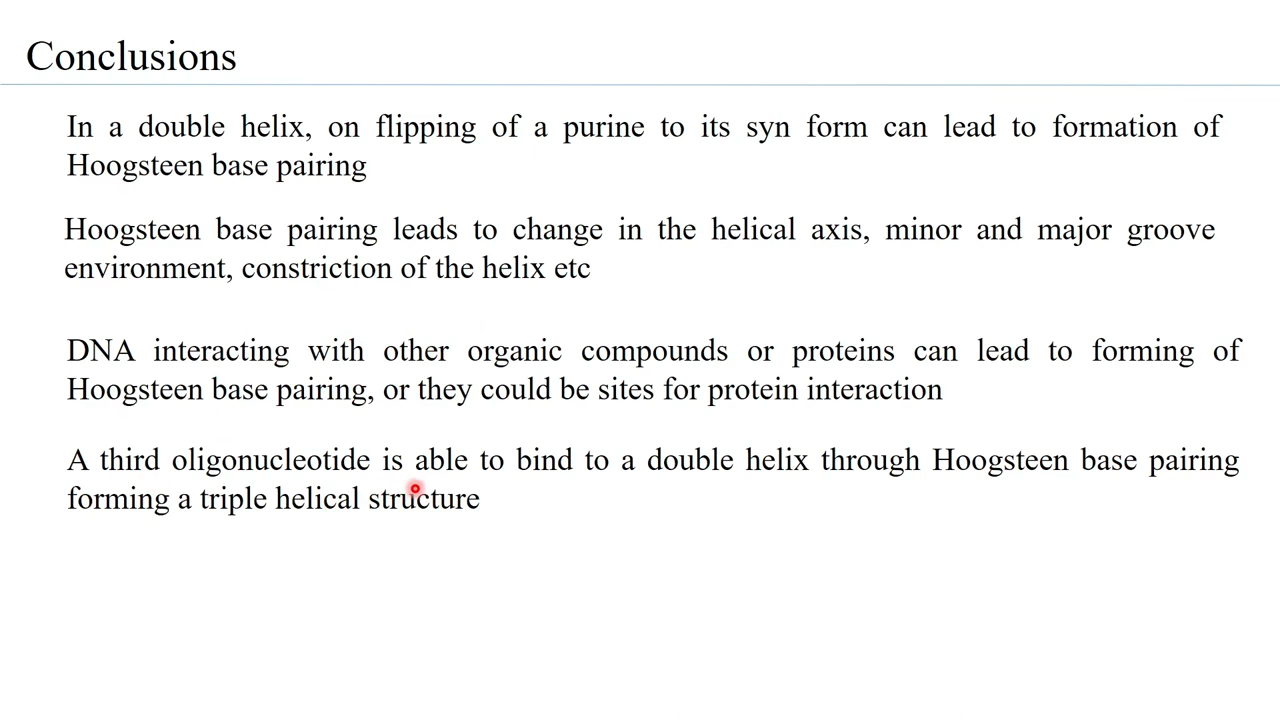 Conclusions
In a double helix, on flipping of a purine to its syn form can lead to formation of
Hoogsteen base pairing
Hoogsteen base pairing leads to change in the helical axis, minor and major groove
environment, constriction of the helix etc
DNA interacting with other organic compounds or proteins can lead to forming of
Hoogsteen base pairing, or they could be sites for protein interaction
A third oligonucleotide is able to bind to a double helix through Hoogsteen base pairing
forming a triple helical structure